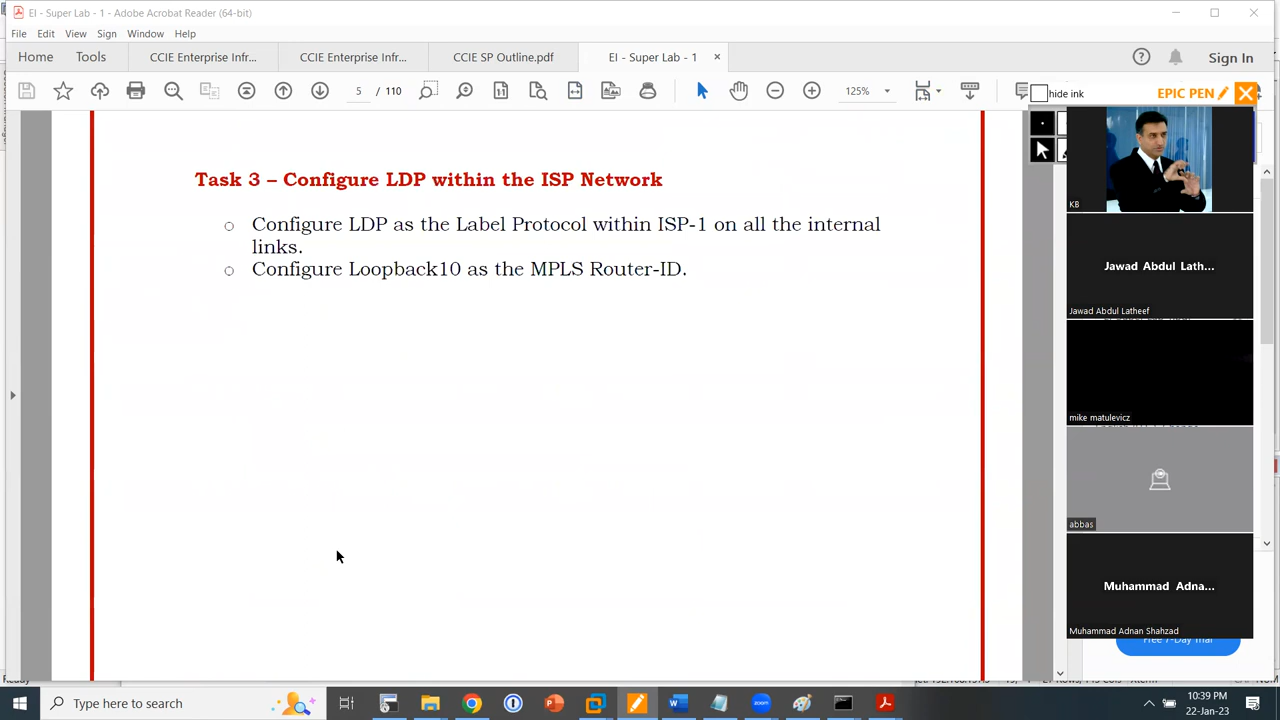 EI - Super Lab - 1 - Adobe Acrobat Reader (64-bit)
File Edit View Sign Window Help
Home Tools CCIE Enterprise Infr... CCIE Enterprise Infr... CCIE SP Outline.pdf EI - Super Lab - 1 × Sign In
5 / 110 125%
hide ink EPIC PEN
Task 3 – Configure LDP within the ISP Network
○ Configure LDP as the Label Protocol within ISP-1 on all the internal
links.
○ Configure Loopback10 as the MPLS Router-ID.
KB
Jawad Abdul Lath...
Jawad Abdul Latheef
mike matulevicz
abbas
Muhammad Adna...
Muhammad Adnan Shahzad
Free 7-Day Trial
Type here to search
10:39 PM
22-Jan-23